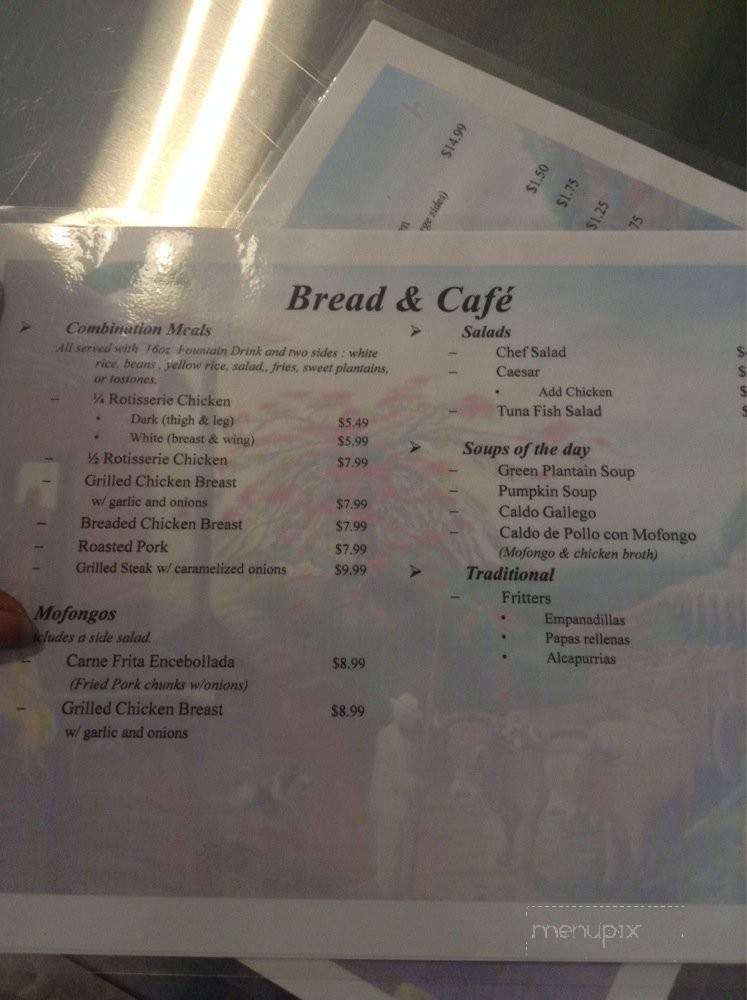 $14.99
$1.50
$1.75
$1.25
75
sides)
Bread & Café
Combination Meals
All served with 16oz Fountain Drink and two sides : white
rice, beans , yellow rice, salad,, fries, sweet plantains,
or tostones.
– ¼ Rotisserie Chicken
• Dark (thigh & leg) $5.49
• White (breast & wing) $5.99
– ½ Rotisserie Chicken $7.99
– Grilled Chicken Breast
w/ garlic and onions $7.99
– Breaded Chicken Breast $7.99
– Roasted Pork $7.99
– Grilled Steak w/ caramelized onions $9.99
Mofongos
cludes a side salad.
– Carne Frita Encebollada $8.99
(Fried Pork chunks w/onions)
– Grilled Chicken Breast $8.99
w/ garlic and onions
Salads
– Chef Salad $
– Caesar $
• Add Chicken $
– Tuna Fish Salad $
Soups of the day
– Green Plantain Soup
– Pumpkin Soup
– Caldo Gallego
– Caldo de Pollo con Mofongo
(Mofongo & chicken broth)
Traditional
– Fritters
• Empanadillas
• Papas rellenas
• Alcapurrias
menupix